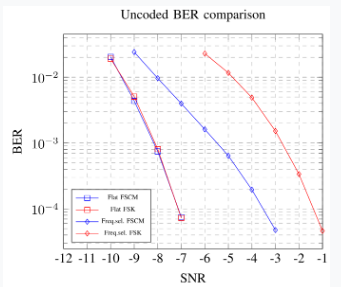 Uncoded BER comparison
10^−2
10^−3
10^−4
BER
Flat FSCM
Flat FSK
Freq.sel. FSCM
Freq.sel. FSK
-12 -11 -10 -9 -8 -7 -6 -5 -4 -3 -2 -1
SNR